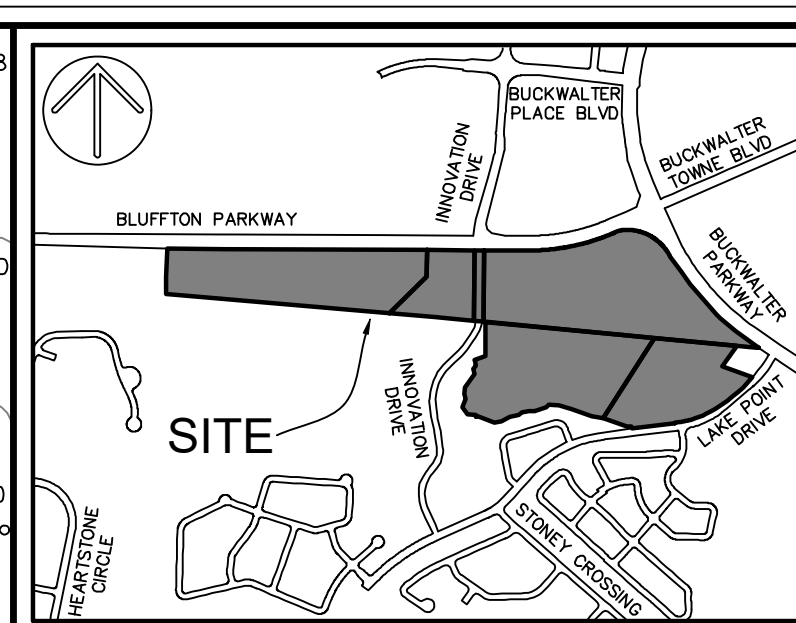 BUCKWALTER
PLACE BLVD
BUCKWALTER
TOWNE BLVD
INNOVATION
DRIVE
BLUFFTON PARKWAY
BUCKWALTER
PARKWAY
INNOVATION
DRIVE
SITE
LAKE POINT
DRIVE
STONEY CROSSING
HEARTSTONE
CIRCLE